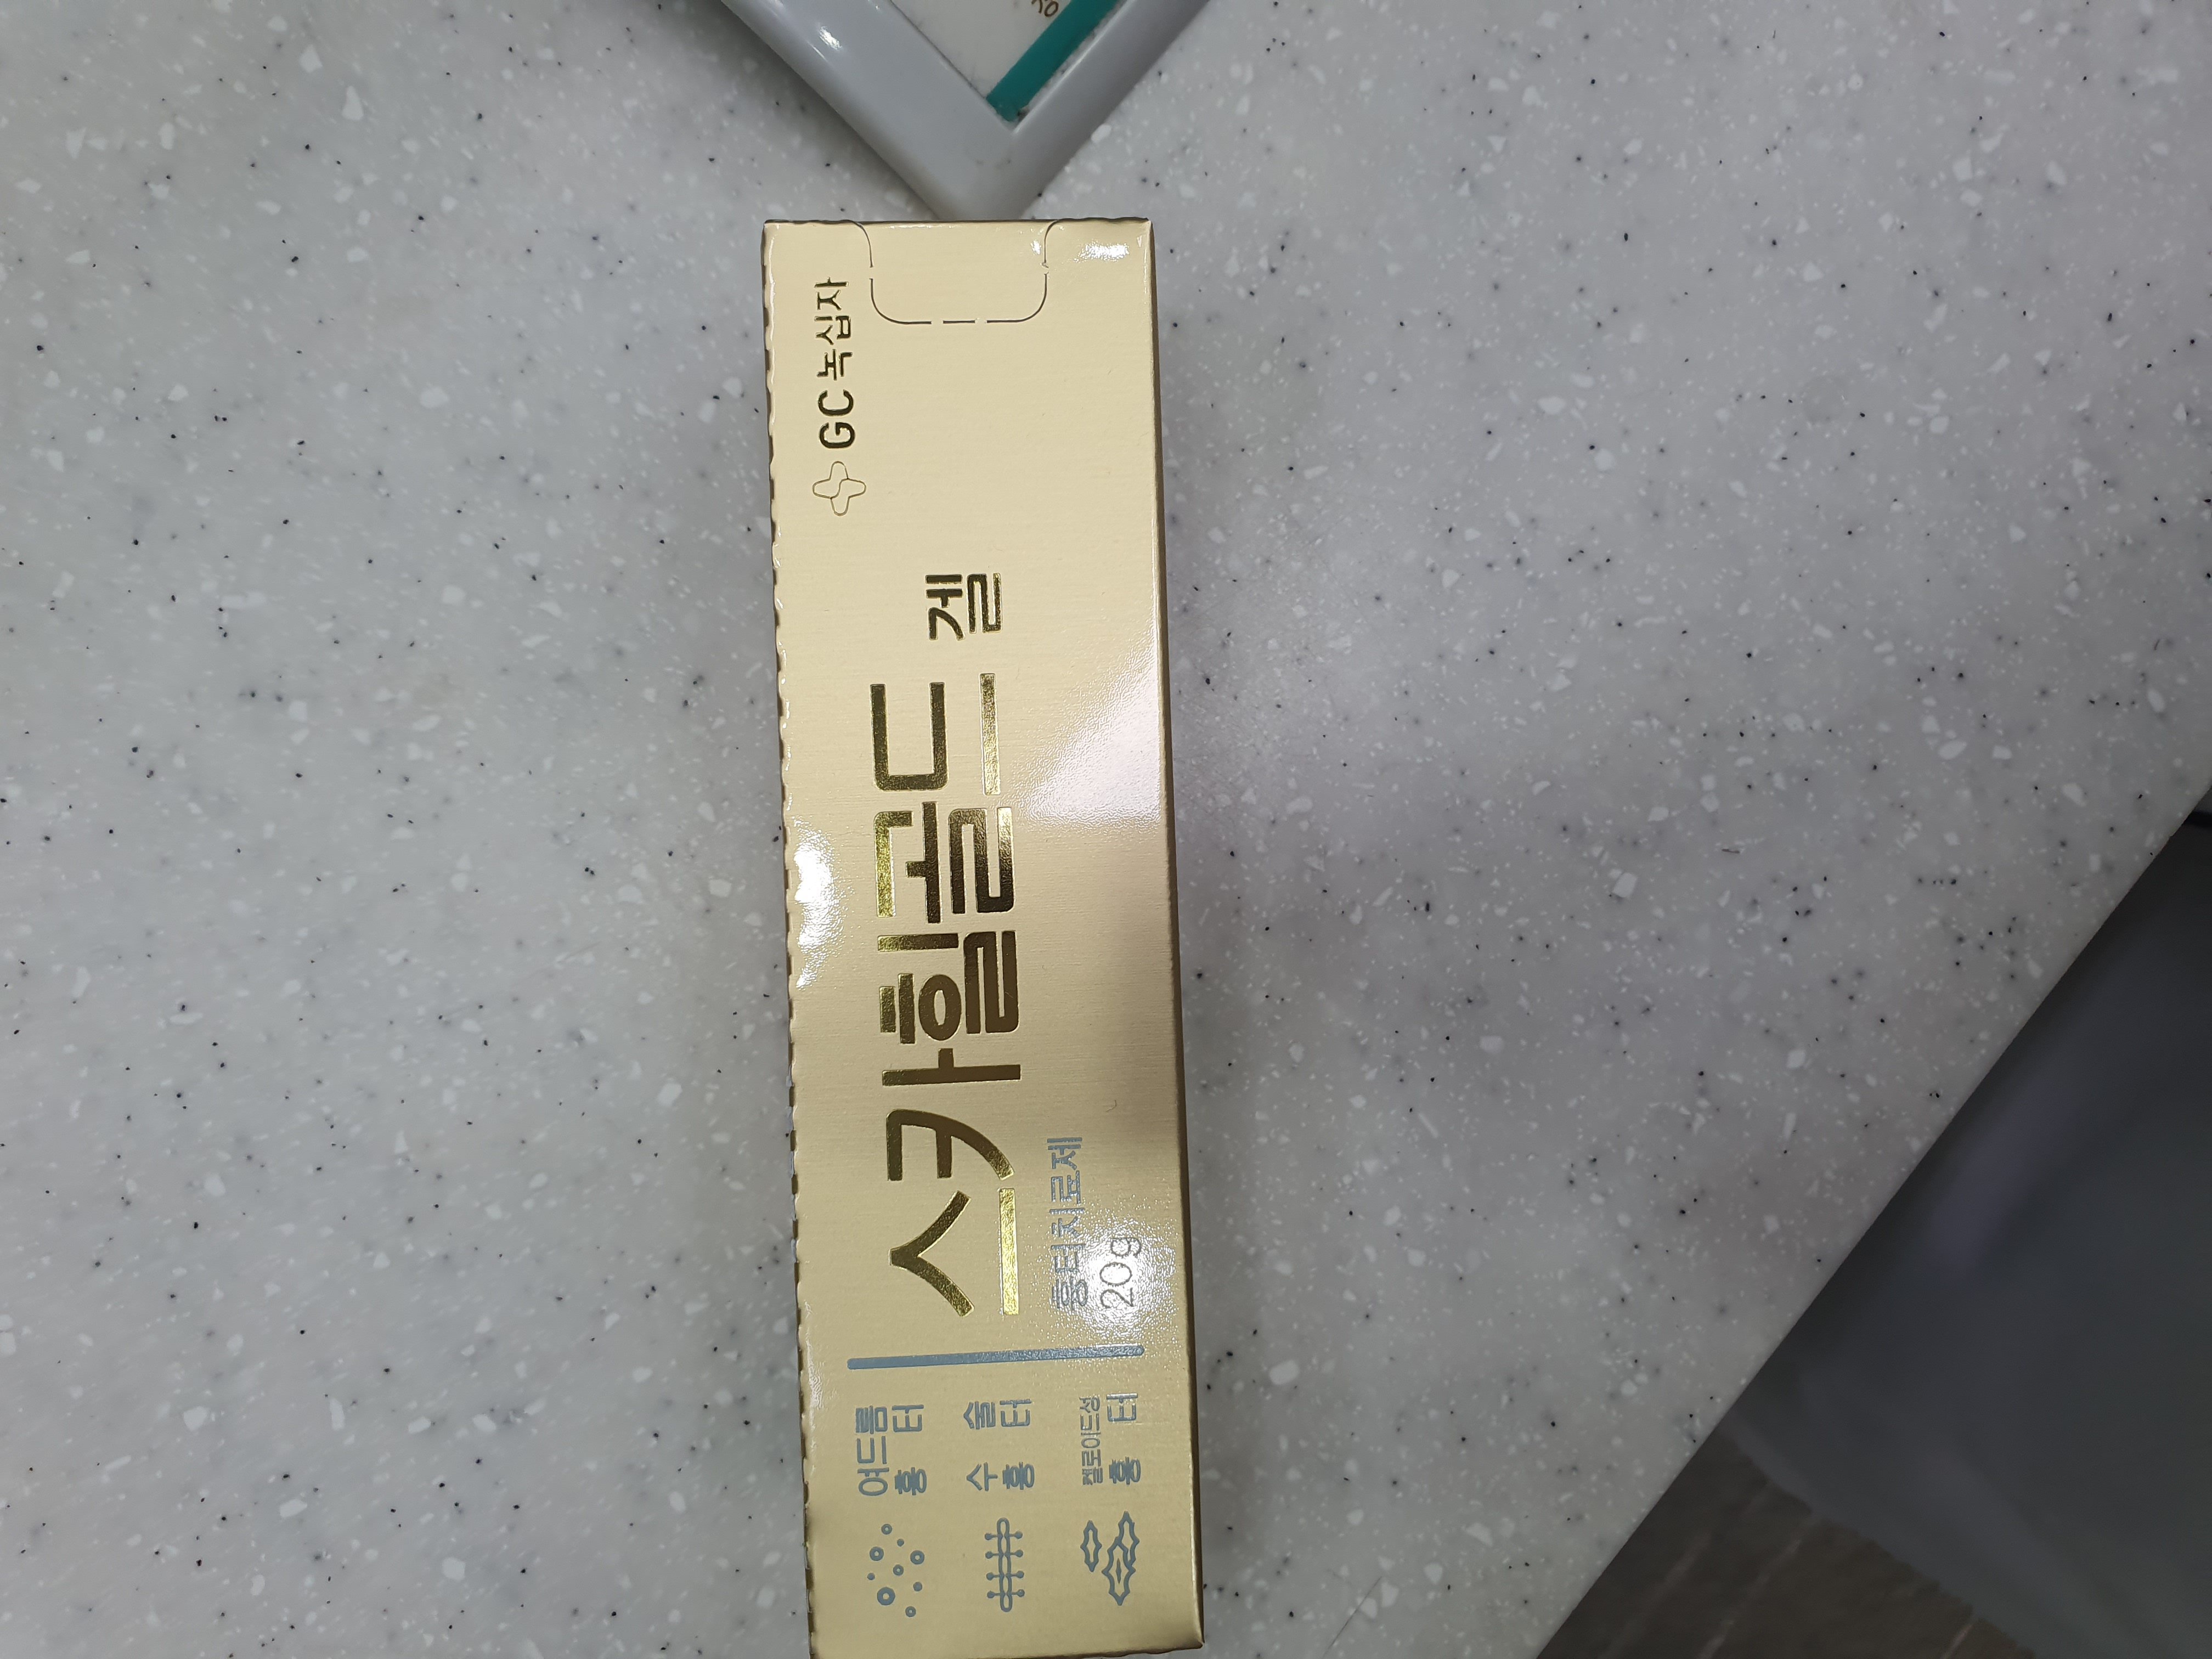 GC 녹십자
스카힐골드 겔
흉터치료제
20g
여드름
흉터
수술
흉터
켈로이드성
흉터